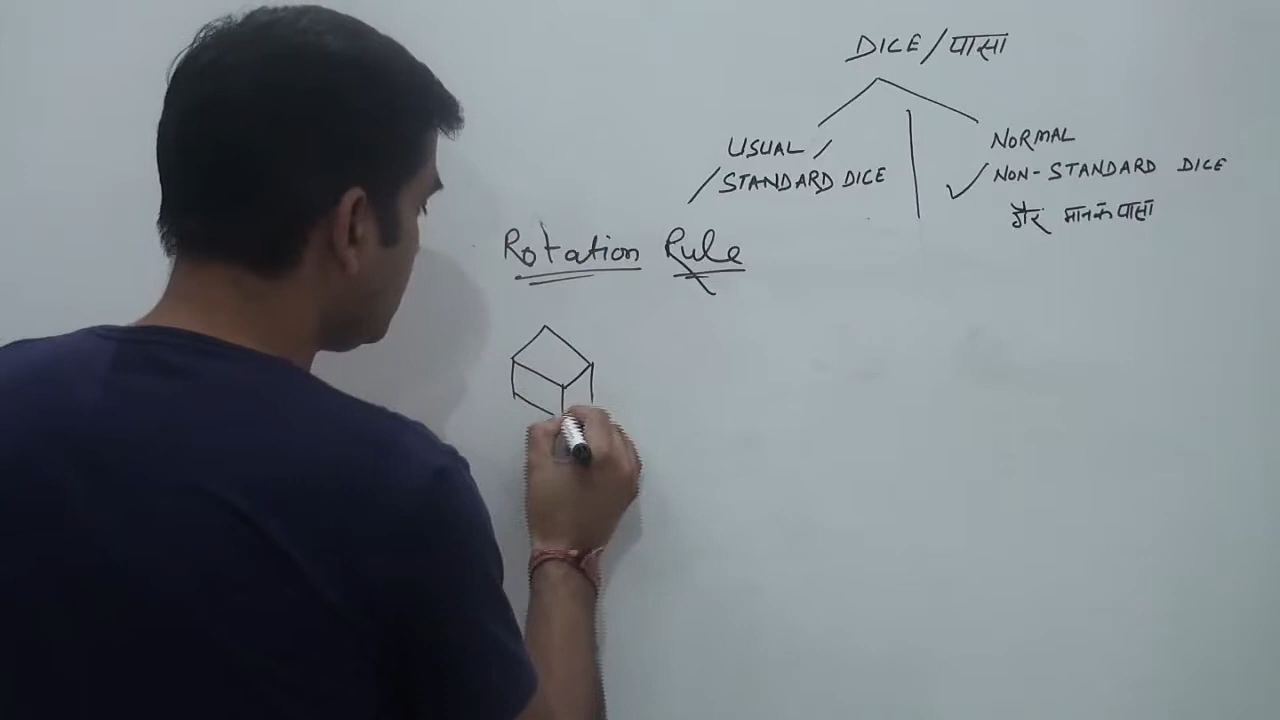 DICE/पासा
USUAL /
STANDARD DICE
NORMAL
NON-STANDARD DICE
गैर मानक पासा
Rotation Rule